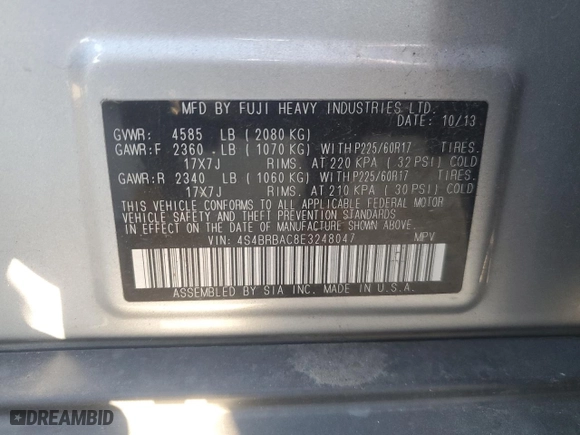 MFD BY FUJI HEAVY INDUSTRIES LTD.
DATE: 10/13
GVWR: 4585 LB (2080 KG)
GAWR:F 2360 LB (1070 KG) WITH P225/60R17 TIRES.
17X7J RIMS. AT 220 KPA (32 PSI) COLD
GAWR:R 2340 LB (1060 KG) WITH P225/60R17 TIRES.
17X7J RIMS. AT 210 KPA (30 PSI) COLD
THIS VEHICLE CONFORMS TO ALL APPLICABLE FEDERAL MOTOR
VEHICLE SAFETY AND THEFT PREVENTION STANDARDS
IN EFFECT ON THE DATE OF MANUFACTURE SHOWN ABOVE.
VIN: 4S4BRBAC8E3248047 MPV
ASSEMBLED BY SIA INC. MADE IN U.S.A.
DREAMBID